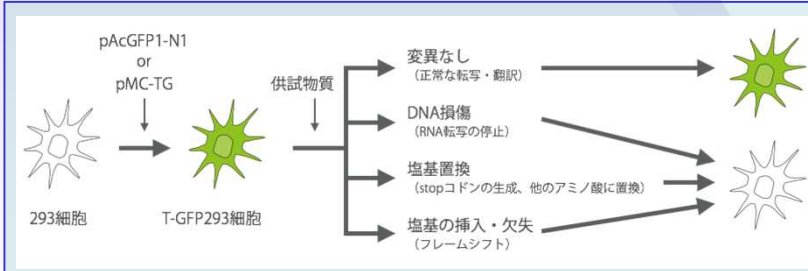 pAcGFP1-N1
or
pMC-TG
供試物質
293細胞
T-GFP293細胞
変異なし
（正常な転写・翻訳）
DNA損傷
（RNA転写の停止）
塩基置換
（stopコドンの生成、他のアミノ酸に置換）
塩基の挿入・欠失
（フレームシフト）